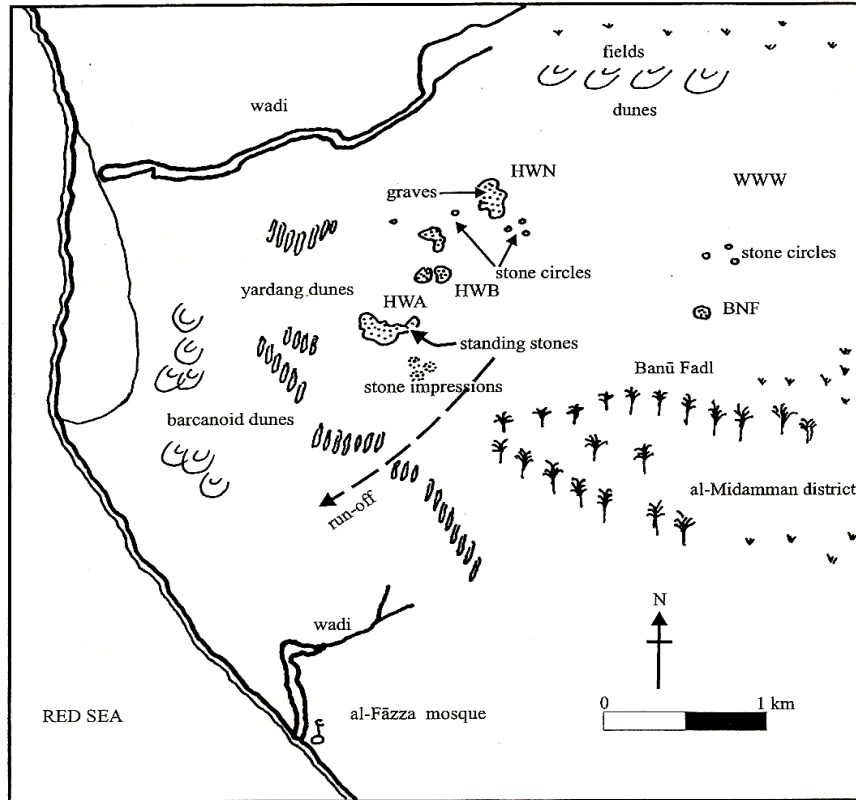 fields
dunes
wadi
HWN
graves
WWW
stone circles
stone circles
yardang dunes
HWB
HWA
BNF
standing stones
Banū Fadl
stone impressions
barcanoid dunes
al-Midamman district
run-off
N
wadi
0 1 km
RED SEA
al-Fāzza mosque